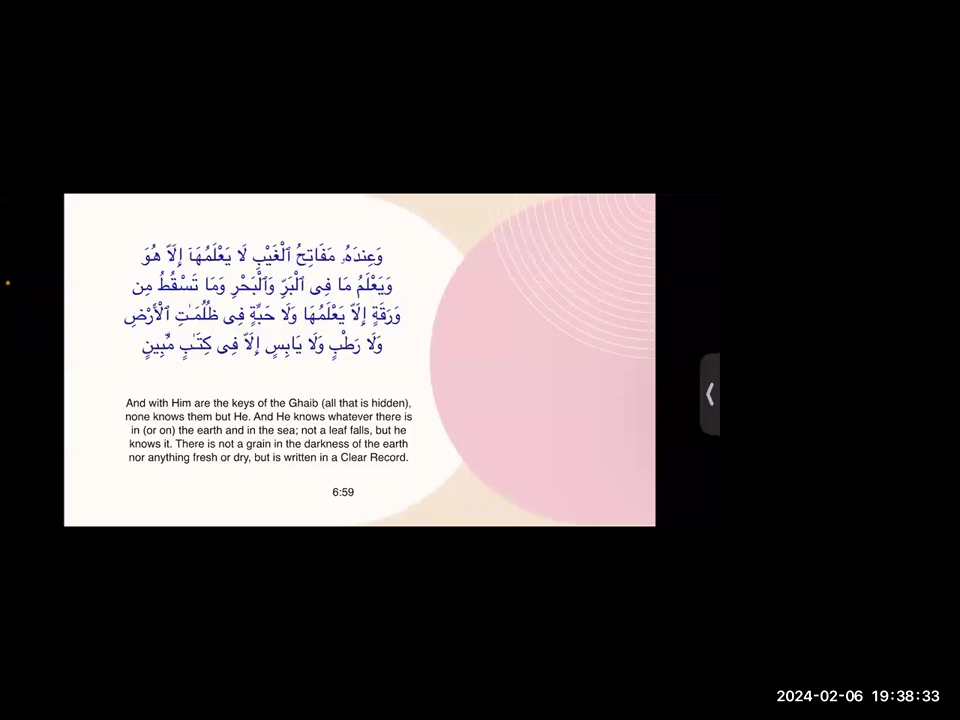 وَعِندَهُۥ مَفَاتِحُ ٱلْغَيْبِ لَا يَعْلَمُهَآ إِلَّا هُوَ
وَيَعْلَمُ مَا فِى ٱلْبَرِّ وَٱلْبَحْرِ وَمَا تَسْقُطُ مِن
وَرَقَةٍ إِلَّا يَعْلَمُهَا وَلَا حَبَّةٍ فِى ظُلُمَـٰتِ ٱلْأَرْضِ
وَلَا رَطْبٍ وَلَا يَابِسٍ إِلَّا فِى كِتَـٰبٍ مُّبِينٍ
And with Him are the keys of the Ghaib (all that is hidden),
none knows them but He. And He knows whatever there is
in (or on) the earth and in the sea; not a leaf falls, but he
knows it. There is not a grain in the darkness of the earth
nor anything fresh or dry, but is written in a Clear Record.
6:59
2024-02-06 19:38:33